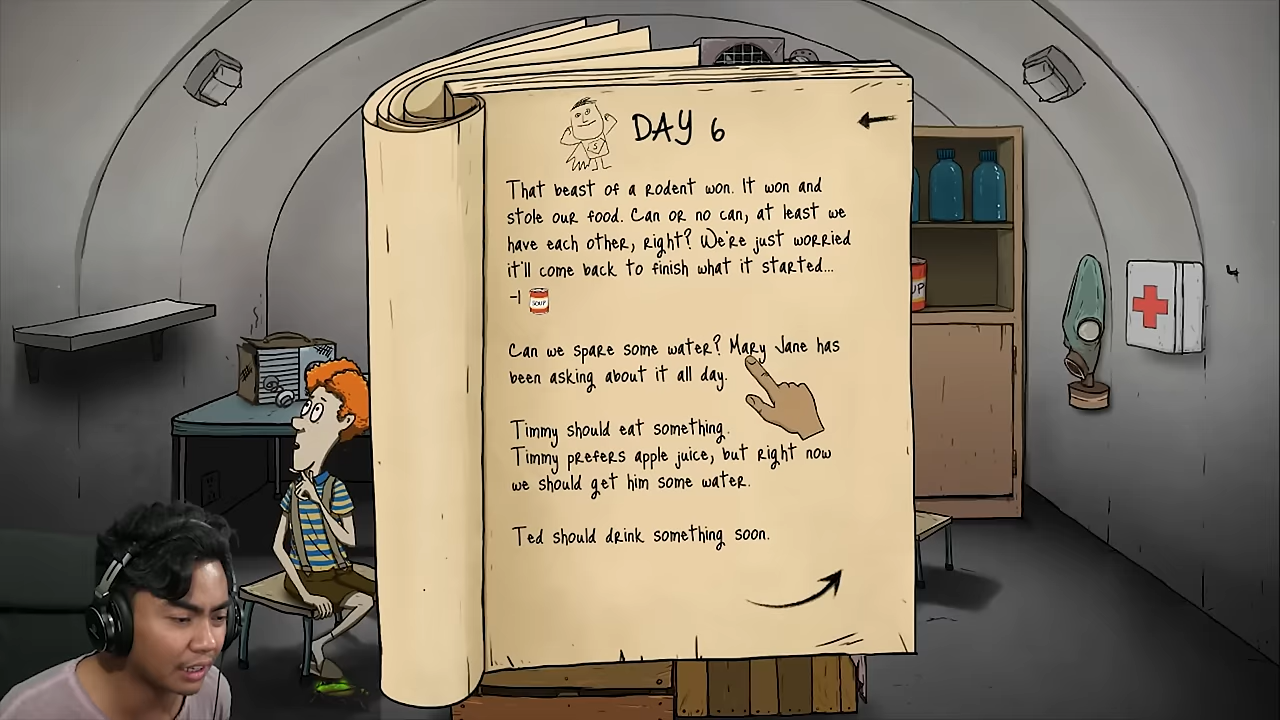 DAY 6
That beast of a rodent won. It won and
stole our food. Can or no can, at least we
have each other, right? We're just worried
it'll come back to finish what it started...
-1 SOUP
Can we spare some water? Mary Jane has
been asking about it all day.
Timmy should eat something.
Timmy prefers apple juice, but right now
we should get him some water.
Ted should drink something soon.
UP
S